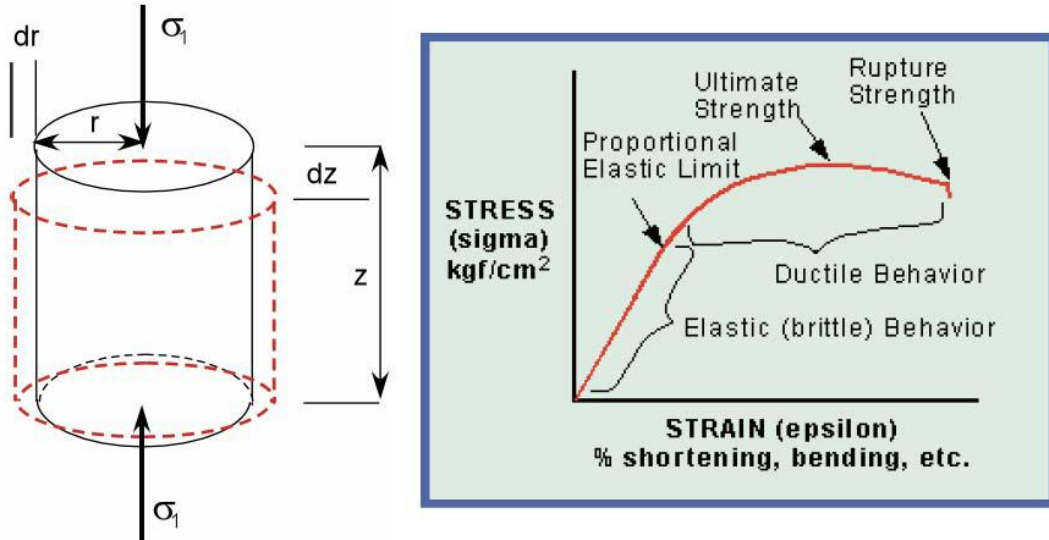 σ1
dr
r
dz
z
σ1
Rupture
Strength
Ultimate
Strength
Proportional
Elastic Limit
STRESS
(sigma)
kgf/cm2
Ductile Behavior
Elastic (brittle) Behavior
STRAIN (epsilon)
% shortening, bending, etc.